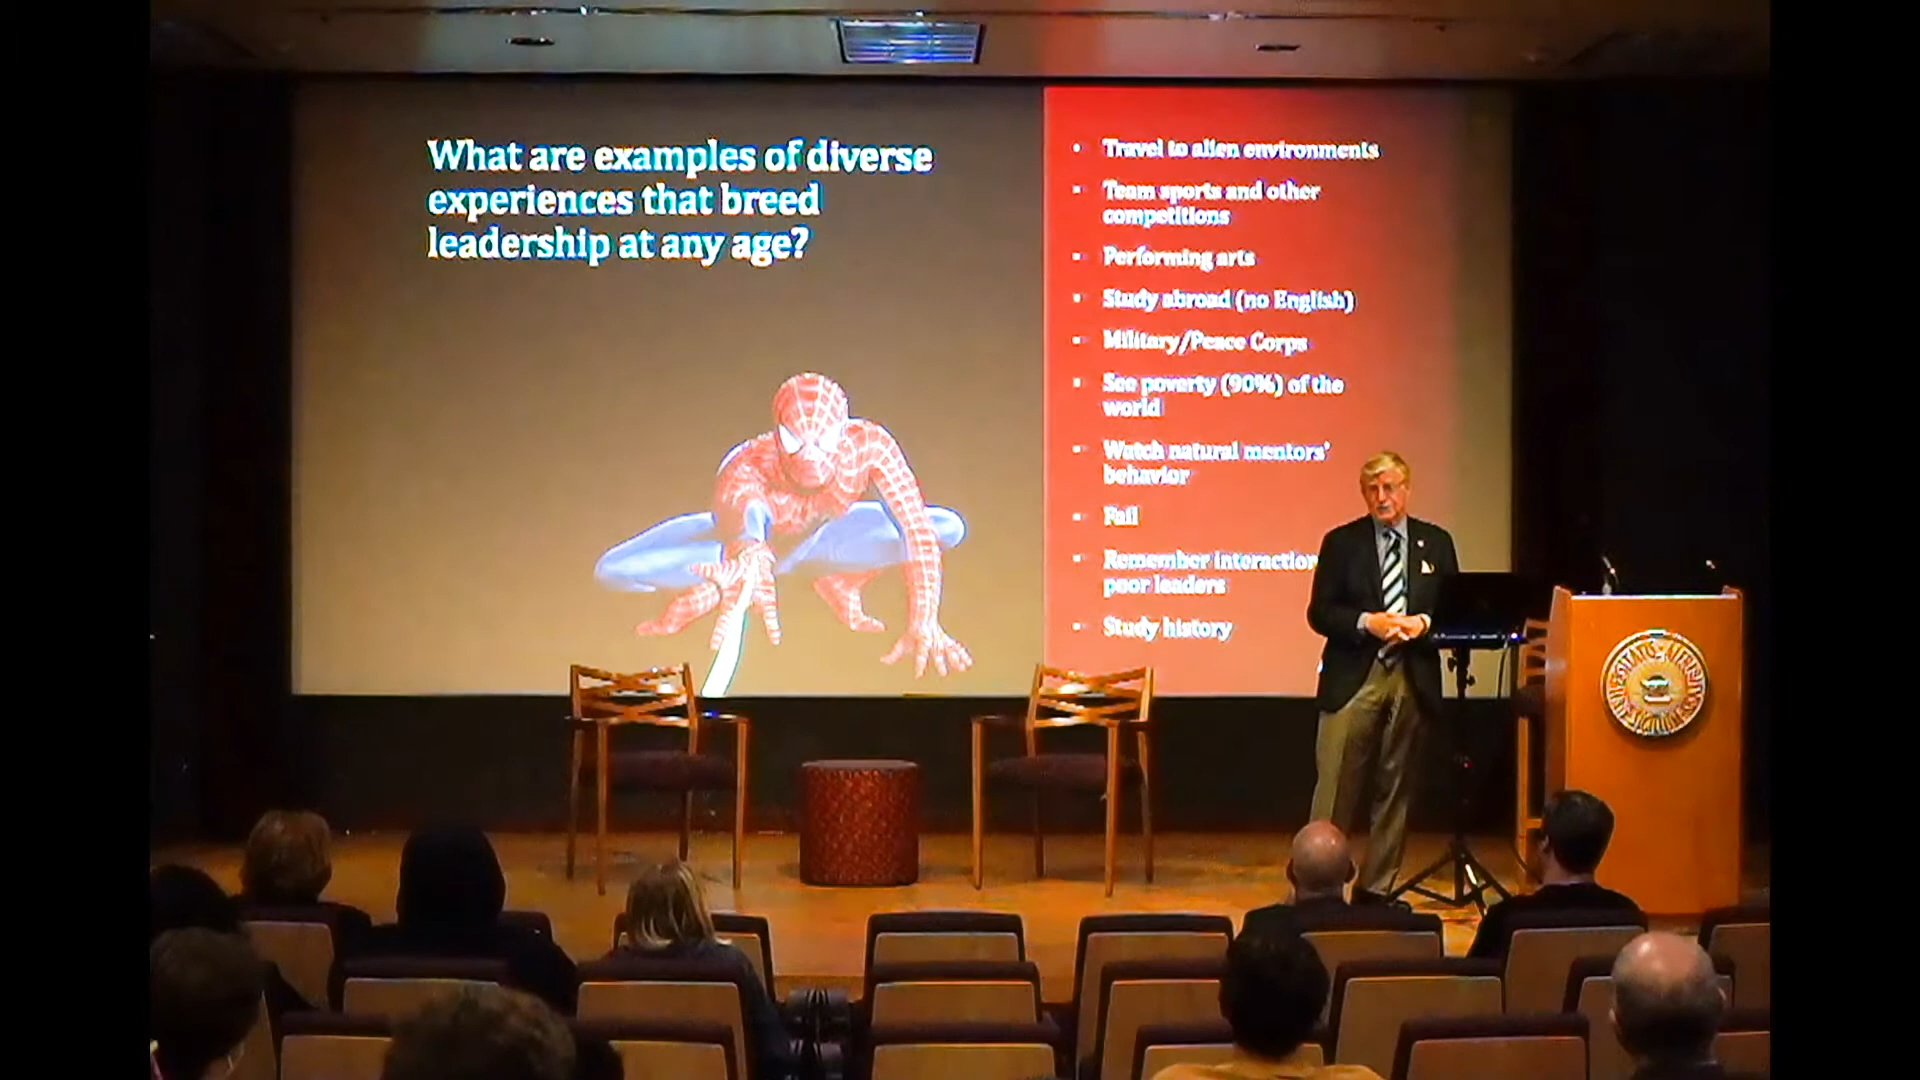 What are examples of diverse
experiences that breed
leadership at any age?
• Travel to alien environments
• Team sports and other
competitions
• Performing arts
• Study abroad (no English)
• Military/Peace Corps
• See poverty (90%) of the
world
• Watch natural mentors'
behavior
• Fail
• Remember interaction
poor leaders
• Study history